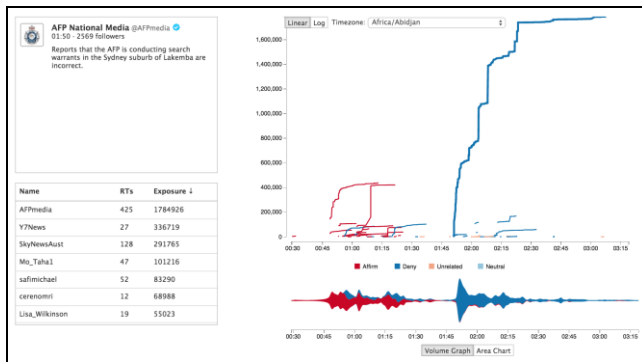 AFP National Media @AFPmedia
01:50 - 2569 followers
Reports that the AFP is conducting search
warrants in the Sydney suburb of Lakemba are
incorrect.
Name RTs Exposure ↓
AFPmedia 425 1784926
Y7News 27 336719
SkyNewsAust 128 291765
Mo_Taha1 47 101216
safimichael 52 83290
cerenomri 12 68988
Lisa_Wilkinson 19 55023
Linear Log Timezone: Africa/Abidjan
1,600,000
1,400,000
1,200,000
1,000,000
800,000
600,000
400,000
200,000
0
00:30 00:45 01:00 01:15 01:30 01:45 02:00 02:15 02:30 02:45 03:00 03:15
Affirm Deny Unrelated Neutral
00:30 00:45 01:00 01:15 01:30 01:45 02:00 02:15 02:30 02:45 03:00 03:15
Volume Graph Area Chart